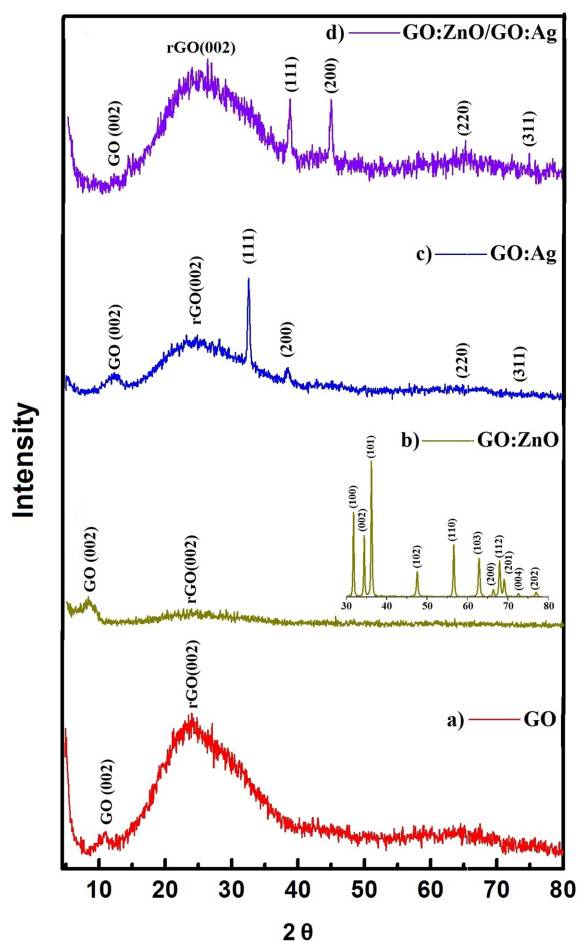 d) GO:ZnO/GO:Ag
rGO(002)
GO (002)
(111)
(200)
(220)
(311)
c) GO:Ag
GO (002)
rGO(002)
(111)
(200)
(220)
(311)
b) GO:ZnO
GO (002)
rGO(002)
(100)
(002)
(101)
(102)
(110)
(103)
(200)
(112)
(201)
(004)
(202)
30 40 50 60 70 80
a) GO
GO (002)
rGO(002)
Intensity
10 20 30 40 50 60 70 80
2 θ